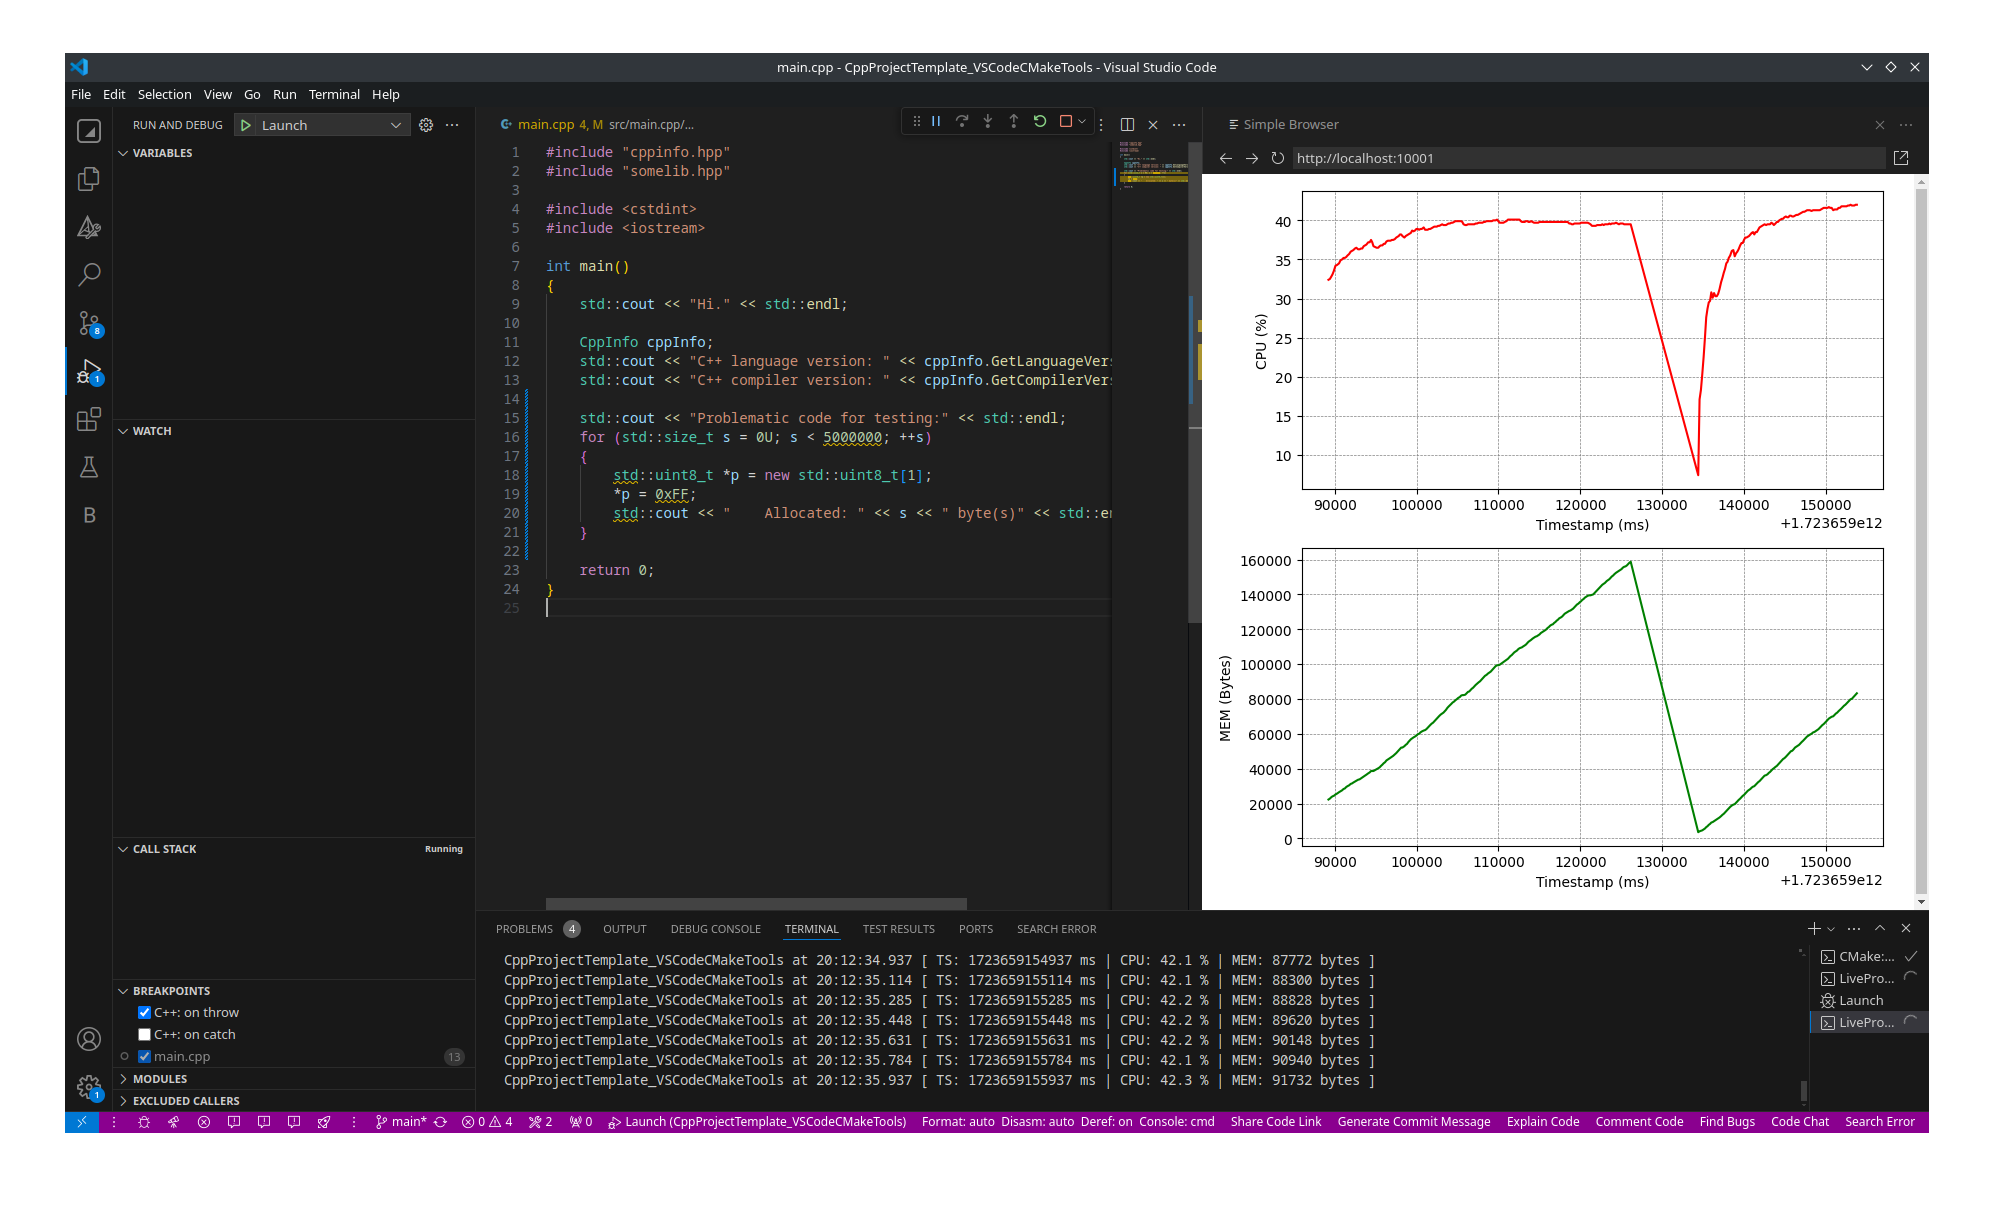 main.cpp - CppProjectTemplate_VSCodeCMakeTools - Visual Studio Code
File Edit Selection View Go Run Terminal Help
RUN AND DEBUG Launch
VARIABLES
WATCH
CALL STACK Running
BREAKPOINTS
C++: on throw
C++: on catch
main.cpp 13
MODULES
EXCLUDED CALLERS
8
1
B
1
main.cpp 4, M src/main.cpp/...
1 #include "cppinfo.hpp"
2 #include "somelib.hpp"
3
4 #include <cstdint>
5 #include <iostream>
6
7 int main()
8 {
9 std::cout << "Hi." << std::endl;
10
11 CppInfo cppInfo;
12 std::cout << "C++ language version: " << cppInfo.GetLanguageVers
13 std::cout << "C++ compiler version: " << cppInfo.GetCompilerVers
14
15 std::cout << "Problematic code for testing:" << std::endl;
16 for (std::size_t s = 0U; s < 5000000; ++s)
17 {
18 std::uint8_t *p = new std::uint8_t[1];
19 *p = 0xFF;
20 std::cout << "    Allocated: " << s << " byte(s)" << std::en
21 }
22
23 return 0;
24 }
25
Simple Browser
http://localhost:10001
CPU (%)
40
35
30
25
20
15
10
90000 100000 110000 120000 130000 140000 150000
Timestamp (ms) +1.723659e12
MEM (Bytes)
160000
140000
120000
100000
80000
60000
40000
20000
0
90000 100000 110000 120000 130000 140000 150000
Timestamp (ms) +1.723659e12
PROBLEMS 4 OUTPUT DEBUG CONSOLE TERMINAL TEST RESULTS PORTS SEARCH ERROR
CppProjectTemplate_VSCodeCMakeTools at 20:12:34.937 [ TS: 1723659154937 ms | CPU: 42.1 % | MEM: 87772 bytes ]
CppProjectTemplate_VSCodeCMakeTools at 20:12:35.114 [ TS: 1723659155114 ms | CPU: 42.1 % | MEM: 88300 bytes ]
CppProjectTemplate_VSCodeCMakeTools at 20:12:35.285 [ TS: 1723659155285 ms | CPU: 42.2 % | MEM: 88828 bytes ]
CppProjectTemplate_VSCodeCMakeTools at 20:12:35.448 [ TS: 1723659155448 ms | CPU: 42.2 % | MEM: 89620 bytes ]
CppProjectTemplate_VSCodeCMakeTools at 20:12:35.631 [ TS: 1723659155631 ms | CPU: 42.2 % | MEM: 90148 bytes ]
CppProjectTemplate_VSCodeCMakeTools at 20:12:35.784 [ TS: 1723659155784 ms | CPU: 42.1 % | MEM: 90940 bytes ]
CppProjectTemplate_VSCodeCMakeTools at 20:12:35.937 [ TS: 1723659155937 ms | CPU: 42.3 % | MEM: 91732 bytes ]
CMake:...
LivePro...
Launch
LivePro...
main* 0 4 2 0 Launch (CppProjectTemplate_VSCodeCMakeTools) Format: auto Disasm: auto Deref: on Console: cmd Share Code Link Generate Commit Message Explain Code Comment Code Find Bugs Code Chat Search Error